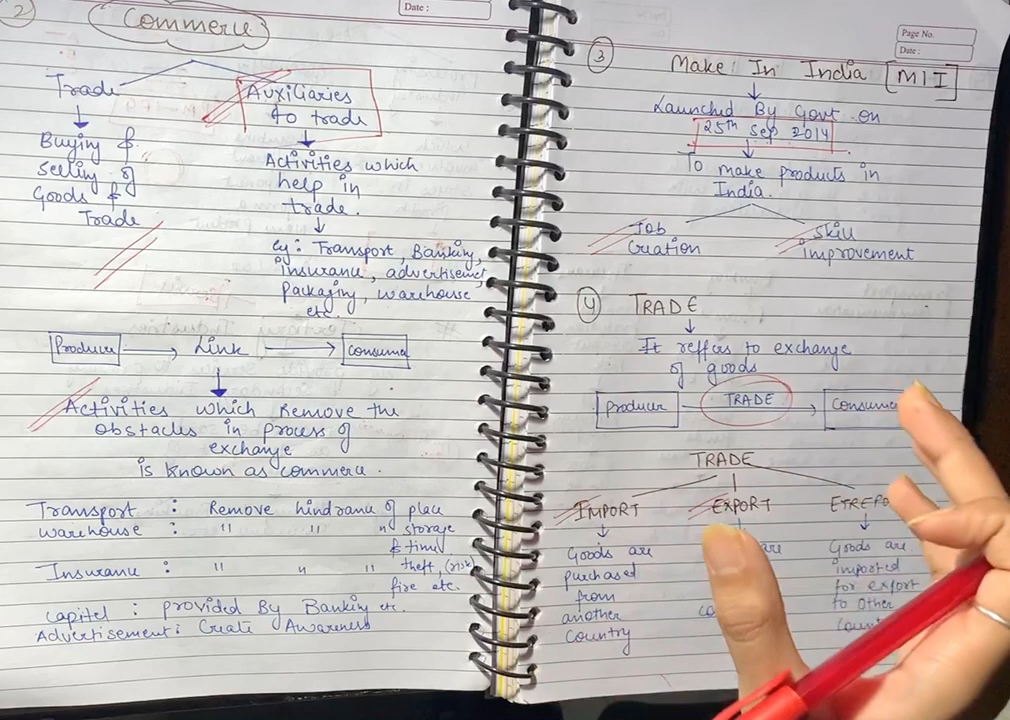 2
Date :
Commerce
Trade
Auxiliaries
to trade
Buying &
Selling of
Goods &
Trade
Activities which
help in
trade.
eg: Transport, Banking,
insurance, advertisemet,
packaging, warehouse
etc.
Producer
Link
consumer
Activities which Remove the
obstacles in process of
exchange
is known as commerce.
Transport : Remove hindrance of place
warehouse : " " " storage
& time
Insurance : " " " theft, (risk)
fire etc.
capitel : provided By Banking etc.
Advertisement : Create Awareness
Page No.
Date :
3
Make In India [MII]
Launched By Govt on
25th Sep 2014
To make products in
India.
Job
Creation
Skill
improvement
4
TRADE
It reffers to exchange
of goods
producer
TRADE
TRADE
IMPORT
EXPORT
Goods are
purchased
from
another
country
are
Goods are
imported
for export
to other